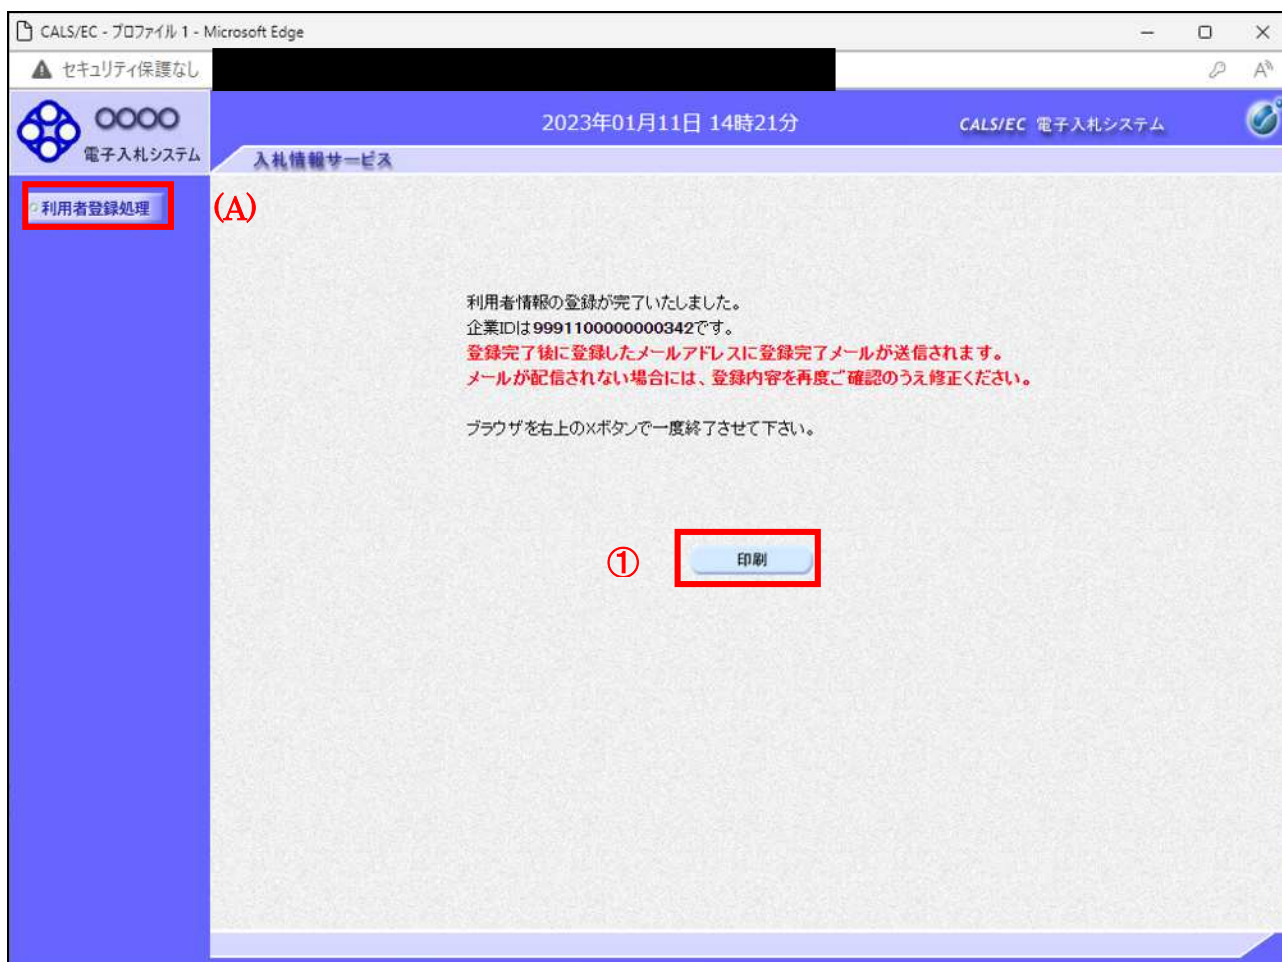 CALS/EC - プロファイル 1 - Microsoft Edge
セキュリティ保護なし
OOOO
電子入札システム
2023年01月11日 14時21分
CALS/EC 電子入札システム
入札情報サービス
利用者登録処理
(A)
利用者情報の登録が完了いたしました。
企業IDは9991100000000342です。
登録完了後に登録したメールアドレスに登録完了メールが送信されます。
メールが配信されない場合には、登録内容を再度ご確認のうえ修正ください。
ブラウザを右上の×ボタンで一度終了させて下さい。
① 印刷